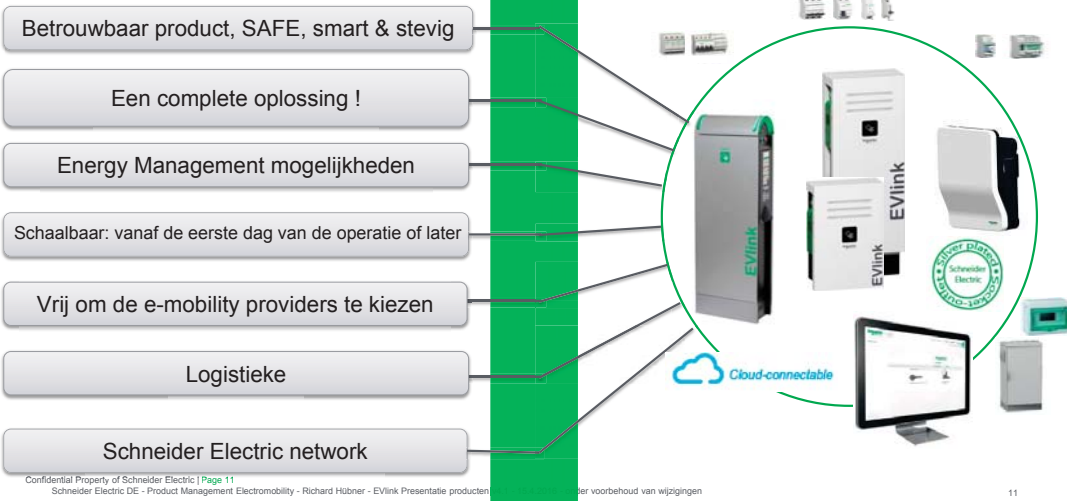 Betrouwbaar product, SAFE, smart & stevig
Een complete oplossing !
Energy Management mogelijkheden
Schaalbaar: vanaf de eerste dag van de operatie of later
Vrij om de e-mobility providers te kiezen
Logistieke
Schneider Electric network
EVlink
EVlink
EVlink
Silver plated
Schneider
Electric
Socket-outlet
Cloud-connectable
Confidential Property of Schneider Electric | Page 11
Schneider Electric DE - Product Management Electromobility - Richard Hübner - EVlink Presentatie producten voorbehoud van wijzigingen
11